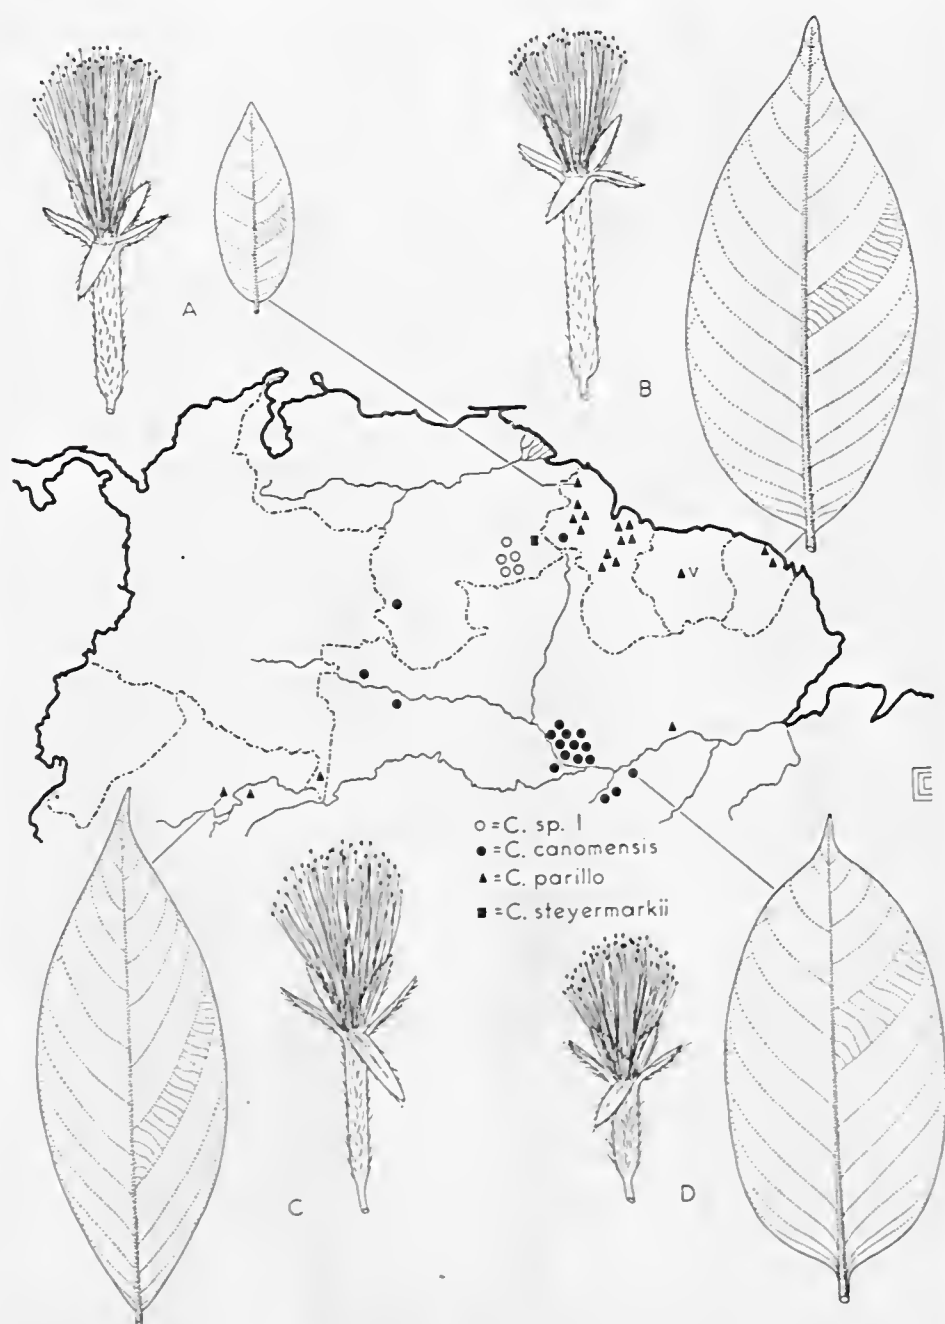 A
B
v
○ = C. sp. 1
● = C. canomensis
▲ = C. parillo
■ = C. steyermarkii
C
D